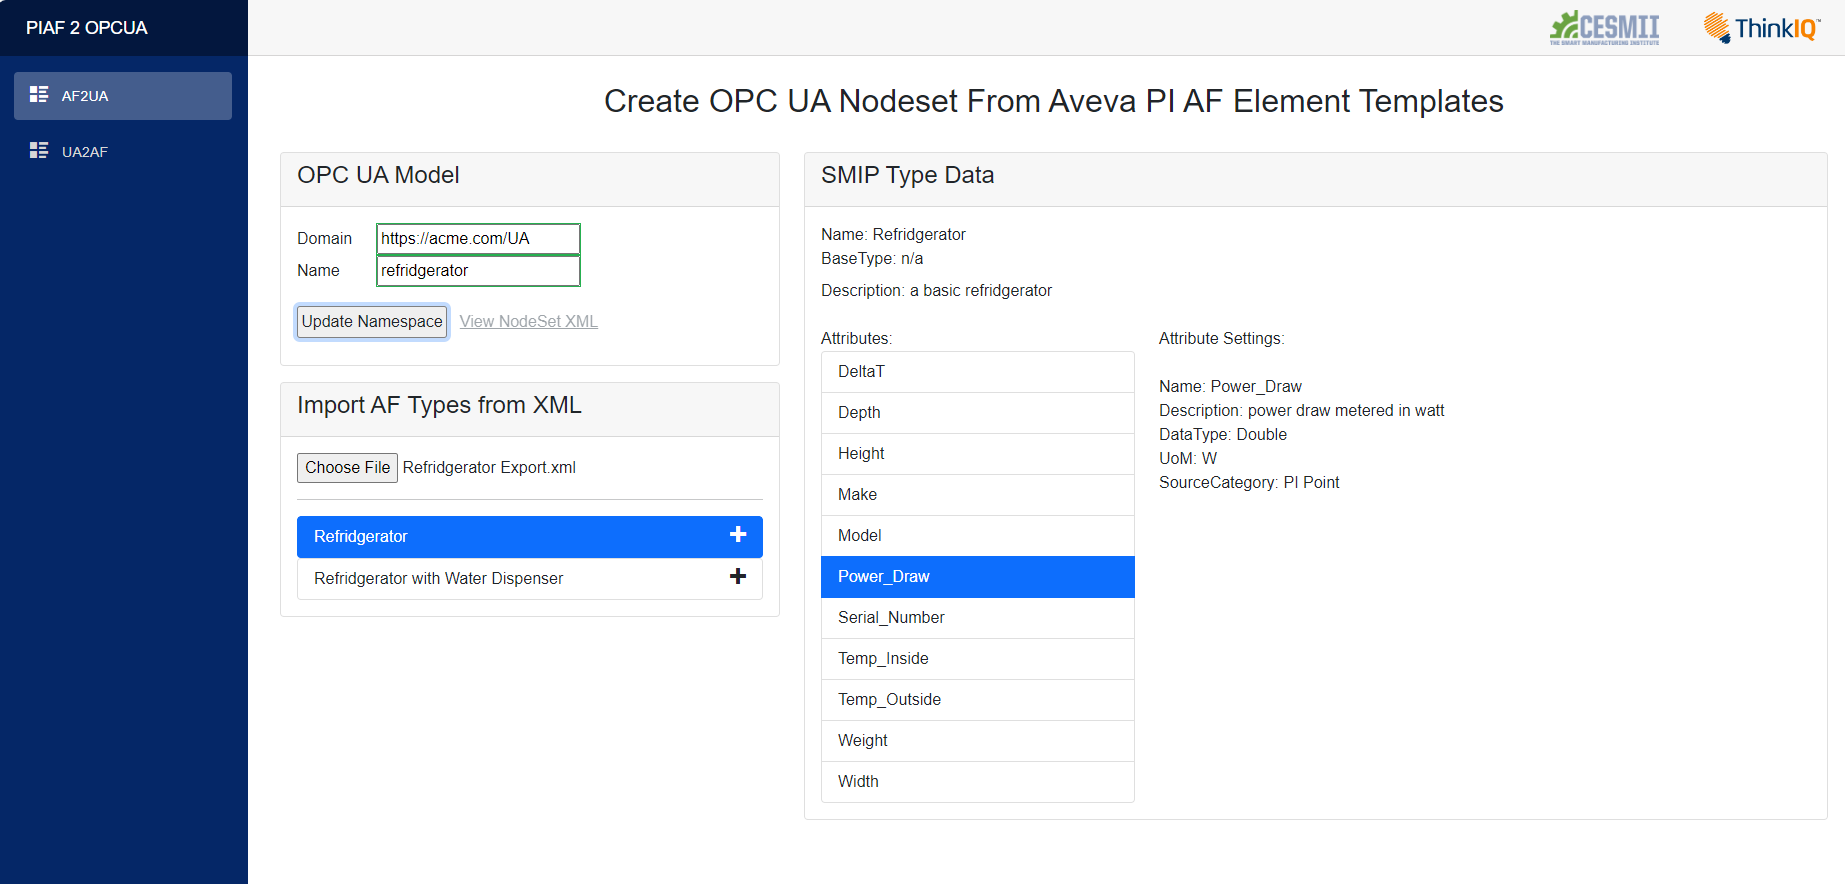 PIAF 2 OPCUA
CESMII
THE SMART MANUFACTURING INSTITUTE
ThinkIQ
AF2UA
UA2AF
Create OPC UA Nodeset From Aveva PI AF Element Templates
OPC UA Model
Domain https://acme.com/UA
Name refridgerator
Update Namespace View NodeSet XML
Import AF Types from XML
Choose File Refridgerator Export.xml
Refridgerator
Refridgerator with Water Dispenser
SMIP Type Data
Name: Refridgerator
BaseType: n/a
Description: a basic refridgerator
Attributes:
DeltaT
Depth
Height
Make
Model
Power_Draw
Serial_Number
Temp_Inside
Temp_Outside
Weight
Width
Attribute Settings:
Name: Power_Draw
Description: power draw metered in watt
DataType: Double
UoM: W
SourceCategory: PI Point